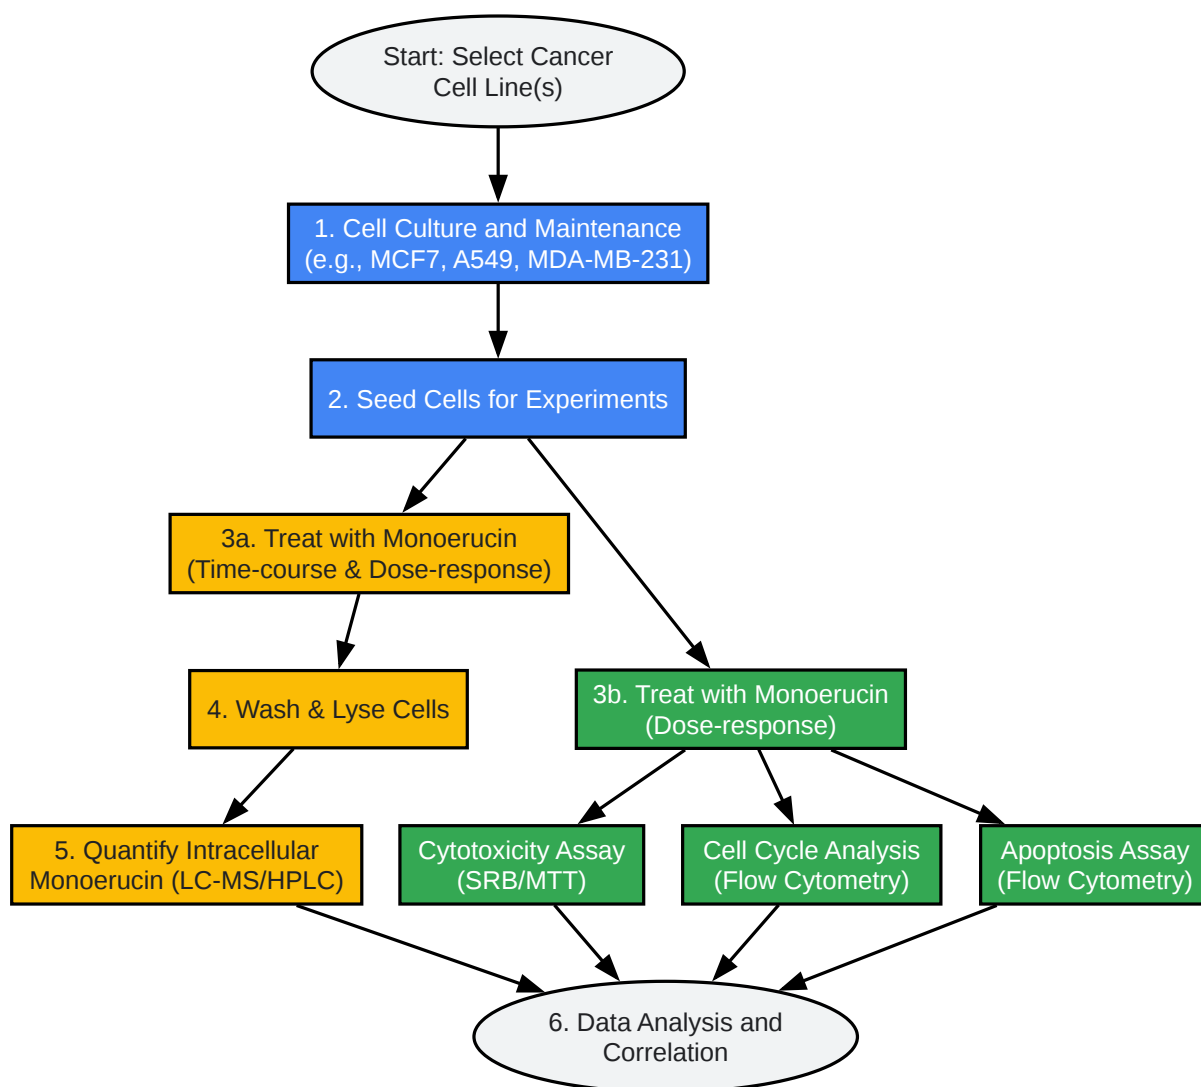 Start: Select Cancer
Cell Line(s)
1. Cell Culture and Maintenance
(e.g., MCF7, A549, MDA-MB-231)
2. Seed Cells for Experiments
3a. Treat with Monoerucin
(Time-course & Dose-response)
4. Wash & Lyse Cells
3b. Treat with Monoerucin
(Dose-response)
5. Quantify Intracellular
Monoerucin (LC-MS/HPLC)
Cytotoxicity Assay
(SRB/MTT)
Cell Cycle Analysis
(Flow Cytometry)
Apoptosis Assay
(Flow Cytometry)
6. Data Analysis and
Correlation